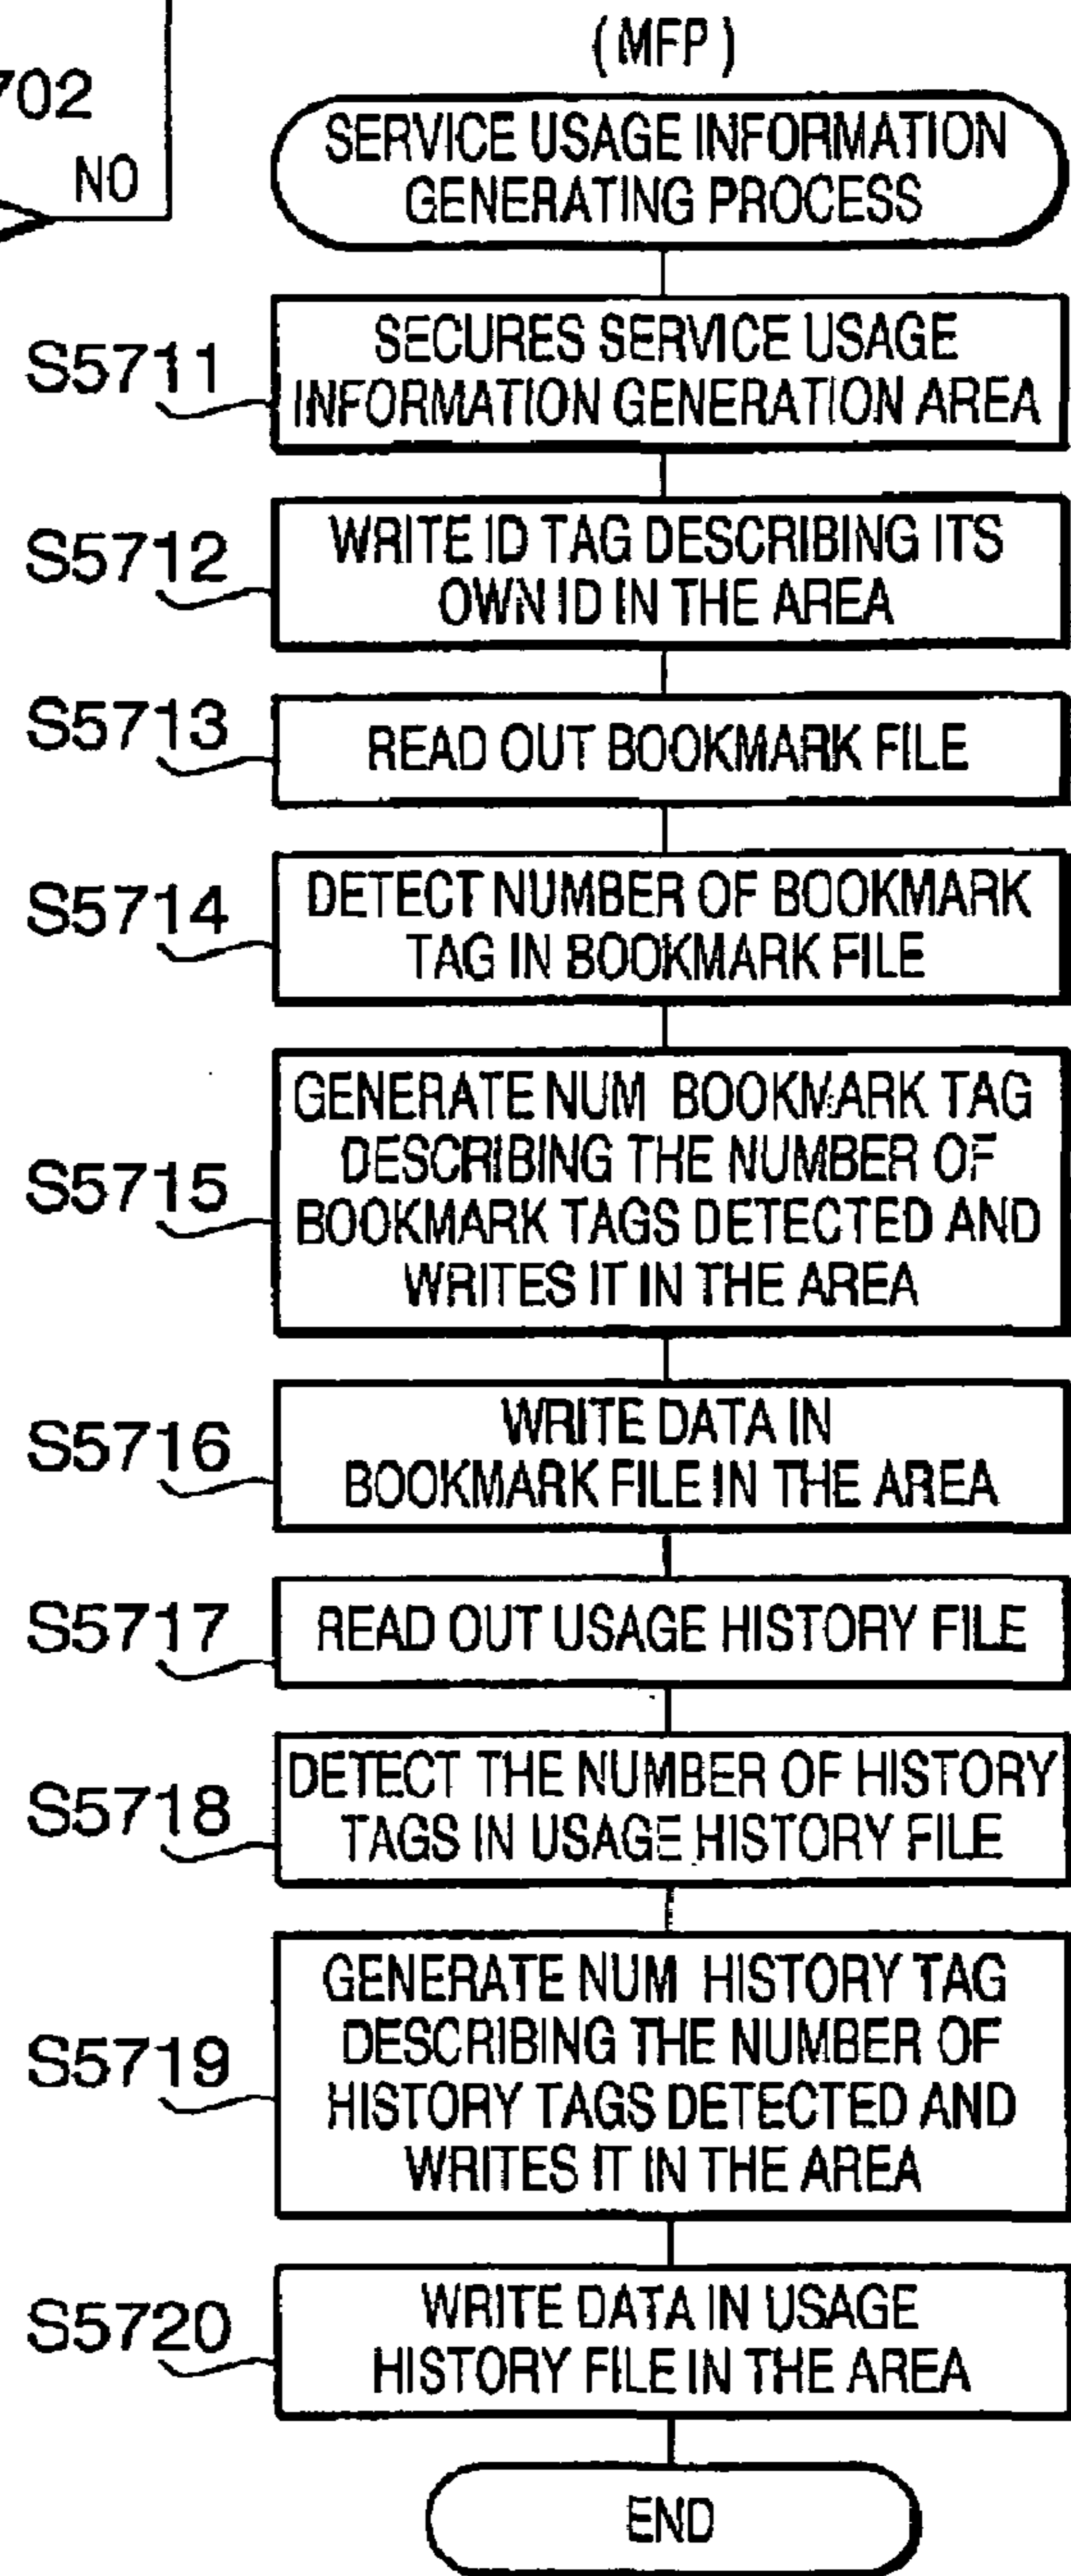 (MFP)
702
NO
SERVICE USAGE INFORMATION
GENERATING PROCESS
S5711
SECURES SERVICE USAGE
INFORMATION GENERATION AREA
S5712
WRITE ID TAG DESCRIBING ITS
OWN ID IN THE AREA
S5713
READ OUT BOOKMARK FILE
S5714
DETECT NUMBER OF BOOKMARK
TAG IN BOOKMARK FILE
S5715
GENERATE NUM BOOKMARK TAG
DESCRIBING THE NUMBER OF
BOOKMARK TAGS DETECTED AND
WRITES IT IN THE AREA
S5716
WRITE DATA IN
BOOKMARK FILE IN THE AREA
S5717
READ OUT USAGE HISTORY FILE
S5718
DETECT THE NUMBER OF HISTORY
TAGS IN USAGE HISTORY FILE
S5719
GENERATE NUM HISTORY TAG
DESCRIBING THE NUMBER OF
HISTORY TAGS DETECTED AND
WRITES IT IN THE AREA
S5720
WRITE DATA IN USAGE
HISTORY FILE IN THE AREA
END